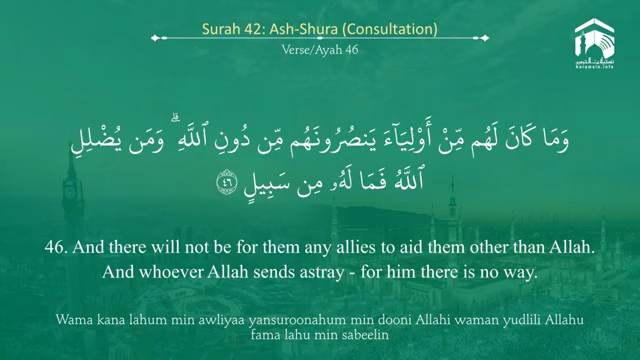 Surah 42: Ash-Shura (Consultation)
Verse/Ayah 46
وَمَا كَانَ لَهُم مِّنْ أَوْلِيَآءَ يَنصُرُونَهُم مِّن دُونِ ٱللَّهِ ۗ وَمَن يُضْلِلِ
ٱللَّهُ فَمَا لَهُۥ مِن سَبِيلٍ ٤٦
46. And there will not be for them any allies to aid them other than Allah.
And whoever Allah sends astray - for him there is no way.
Wama kana lahum min awliyaa yansuroonahum min dooni Allahi waman yudlili Allahu
fama lahu min sabeelin